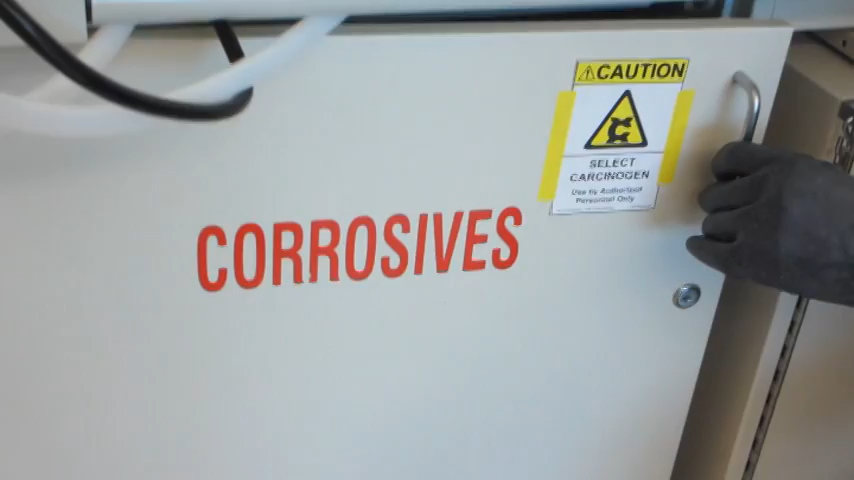 CAUTION
SELECT
CARCINOGEN
Use by Authorized
Personnel Only
CORROSIVES